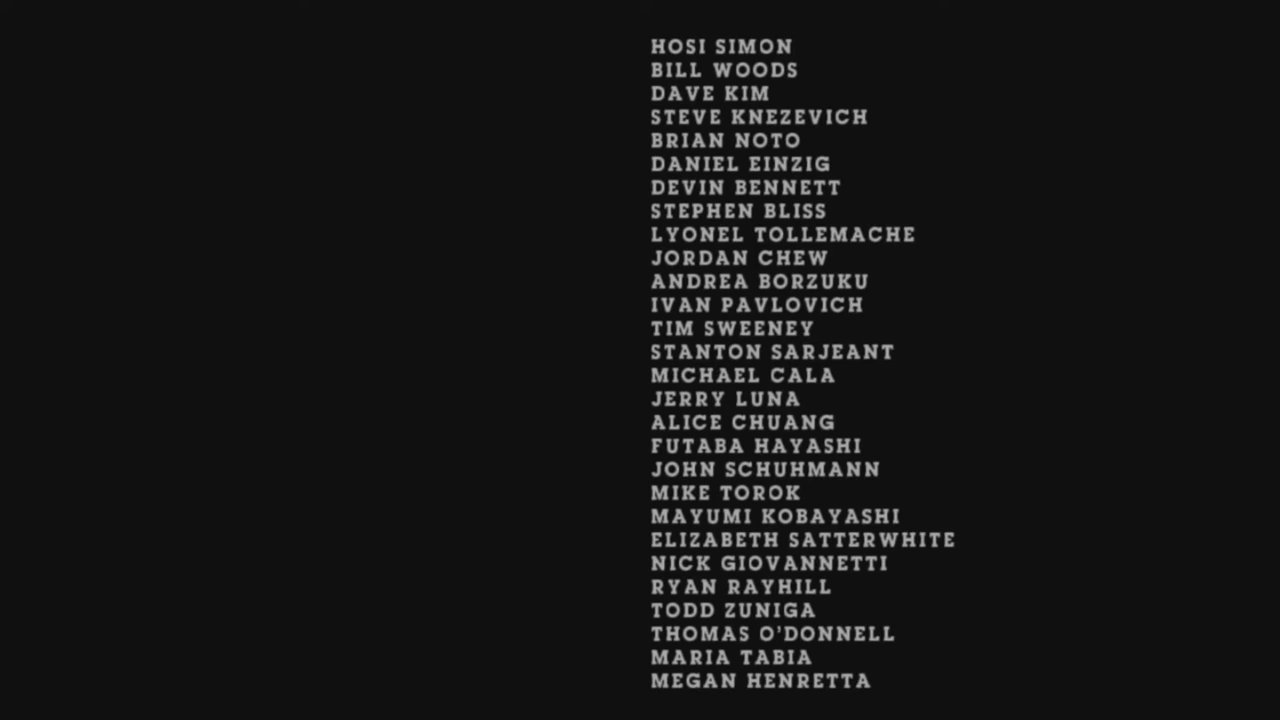 HOSI SIMON
BILL WOODS
DAVE KIM
STEVE KNEZEVICH
BRIAN NOTO
DANIEL EINZIG
DEVIN BENNETT
STEPHEN BLISS
LYONEL TOLLEMACHE
JORDAN CHEW
ANDREA BORZUKU
IVAN PAVLOVICH
TIM SWEENEY
STANTON SARJEANT
MICHAEL CALA
JERRY LUNA
ALICE CHUANG
FUTABA HAYASHI
JOHN SCHUHMANN
MIKE TOROK
MAYUMI KOBAYASHI
ELIZABETH SATTERWHITE
NICK GIOVANNETTI
RYAN RAYHILL
TODD ZUNIGA
THOMAS O'DONNELL
MARIA TABIA
MEGAN HENRETTA